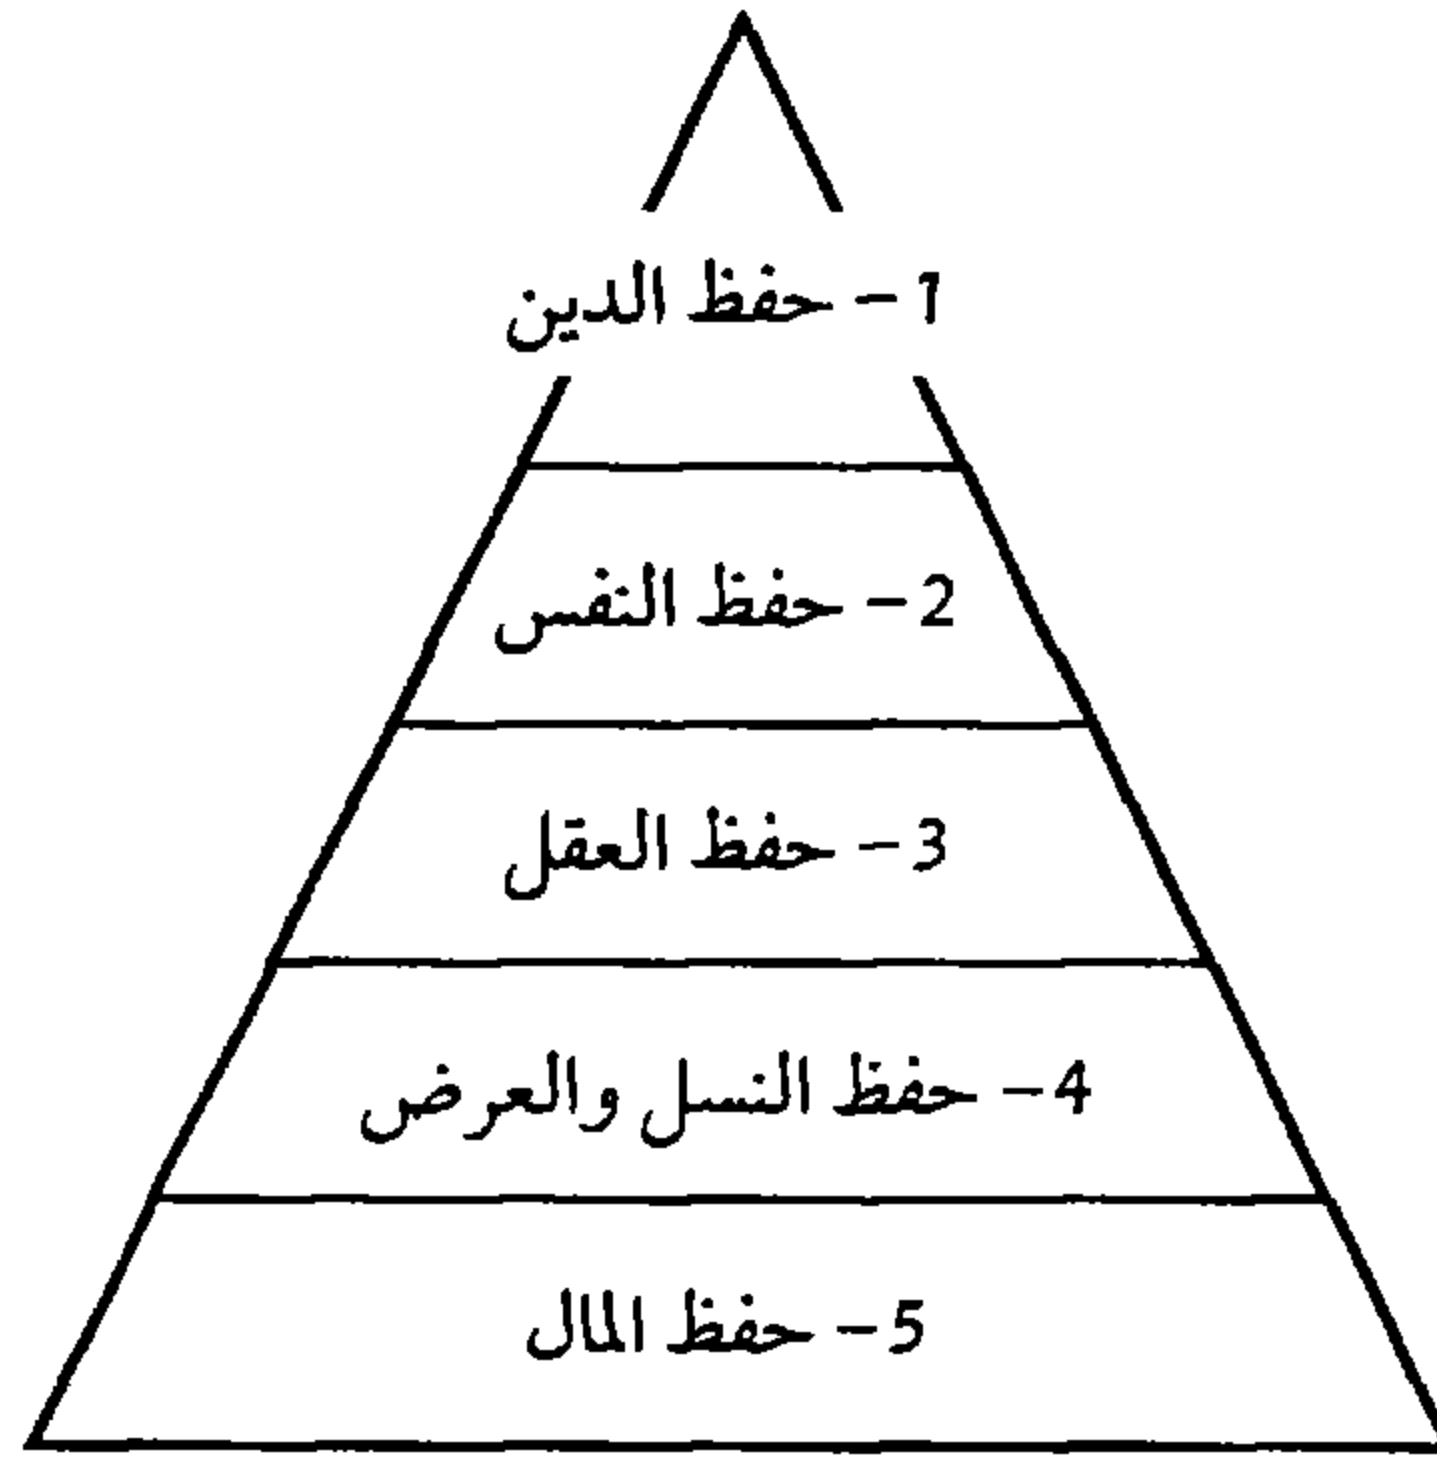 1 - حفظ الدين
2 - حفظ النفس
3 - حفظ العقل
4 - حفظ النسل والعرض
5 - حفظ المال